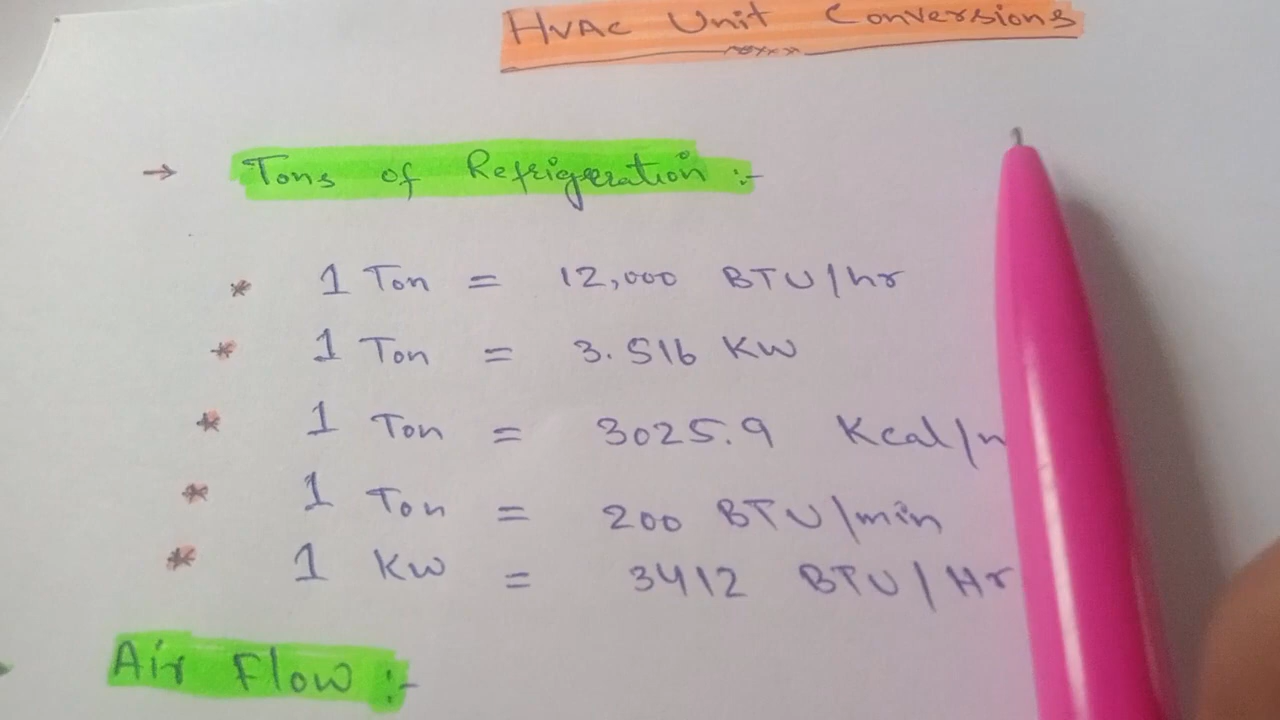 HVAC Unit Conversions
→ Tons of Refrigeration :-
* 1 Ton = 12,000 BTU/hr
* 1 Ton = 3.516 KW
* 1 Ton = 3025.9 Kcal/h
* 1 Ton = 200 BTU/min
* 1 KW = 3412 BTU/Hr
Air Flow :-